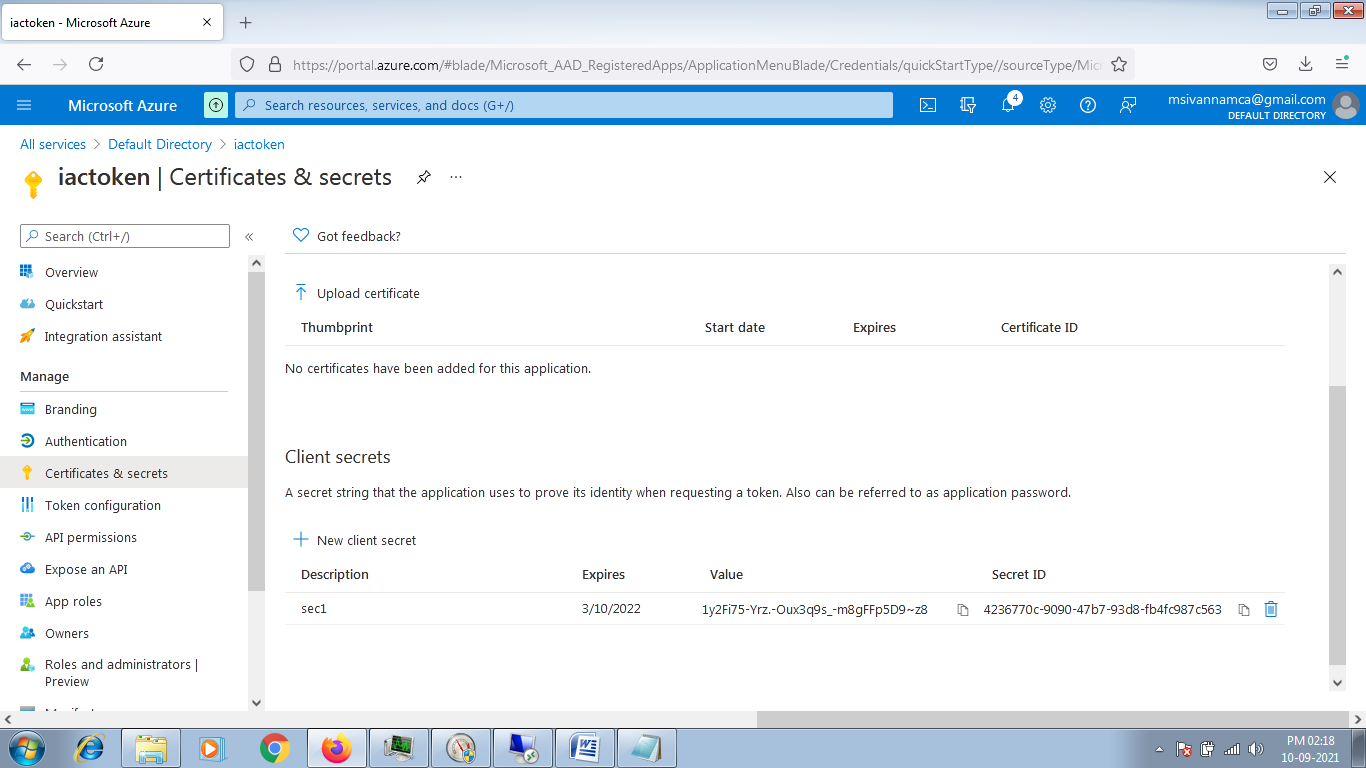 iactoken - Microsoft Azure
https://portal.azure.com/#blade/Microsoft_AAD_RegisteredApps/ApplicationMenuBlade/Credentials/quickStartType//sourceType/Mic
Microsoft Azure
Search resources, services, and docs (G+/)
4
msivannamca@gmail.com
DEFAULT DIRECTORY
All services > Default Directory > iactoken
iactoken | Certificates & secrets
Search (Ctrl+/)
«
Got feedback?
Overview
Quickstart
Integration assistant
Manage
Branding
Authentication
Certificates & secrets
Token configuration
API permissions
Expose an API
App roles
Owners
Roles and administrators |
Preview
Upload certificate
Thumbprint Start date Expires Certificate ID
No certificates have been added for this application.
Client secrets
A secret string that the application uses to prove its identity when requesting a token. Also can be referred to as application password.
New client secret
Description Expires Value Secret ID
sec1 3/10/2022 1y2Fi75-Yrz.-Oux3q9s_-m8gFFp5D9~z8 4236770c-9090-47b7-93d8-fb4fc987c563
PM 02:18
10-09-2021